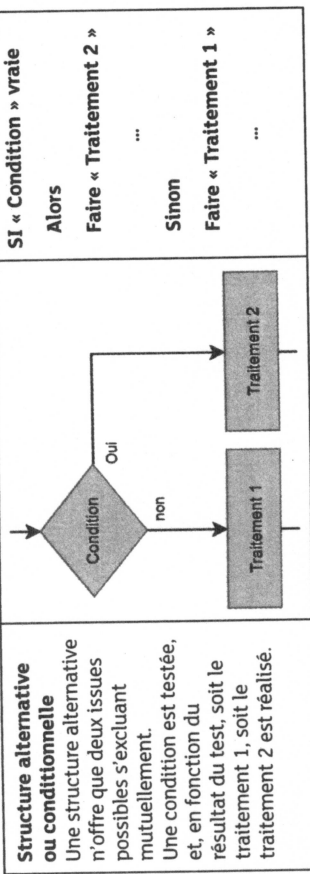 Structure alternative
ou conditionnelle
Une structure alternative
n'offre que deux issues
possibles s'excluant
mutuellement.
Une condition est testée,
et, en fonction du
résultat du test, soit le
traitement 1, soit le
traitement 2 est réalisé.
Condition
Oui
non
Traitement 1
Traitement 2
SI « Condition » vraie
Alors
Faire « Traitement 2 »
...
Sinon
Faire « Traitement 1 »
...